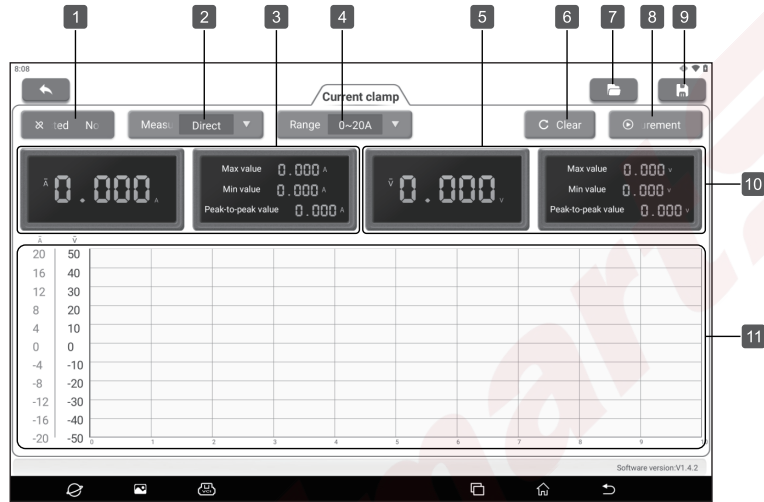 1 2 3 4 5 6 7 8 9
8:08
Current clamp
ted No
Measu Direct
Range 0~20A
Clear
urement
Ā 0.000 A
Max value 0.000 A
Min value 0.000 A
Peak-to-peak value 0.000 A
V̄ 0.000 V
Max value 0.000 V
Min value 0.000 V
Peak-to-peak value 0.000 V
10
Ā V̄
20 50
16 40
12 30
8 20
4 10
0 0
-4 -10
-8 -20
-12 -30
-16 -40
-20 -50
0 1 2 3 4 5 6 7 8 9 10
11
Software version:V1.4.2
VCI